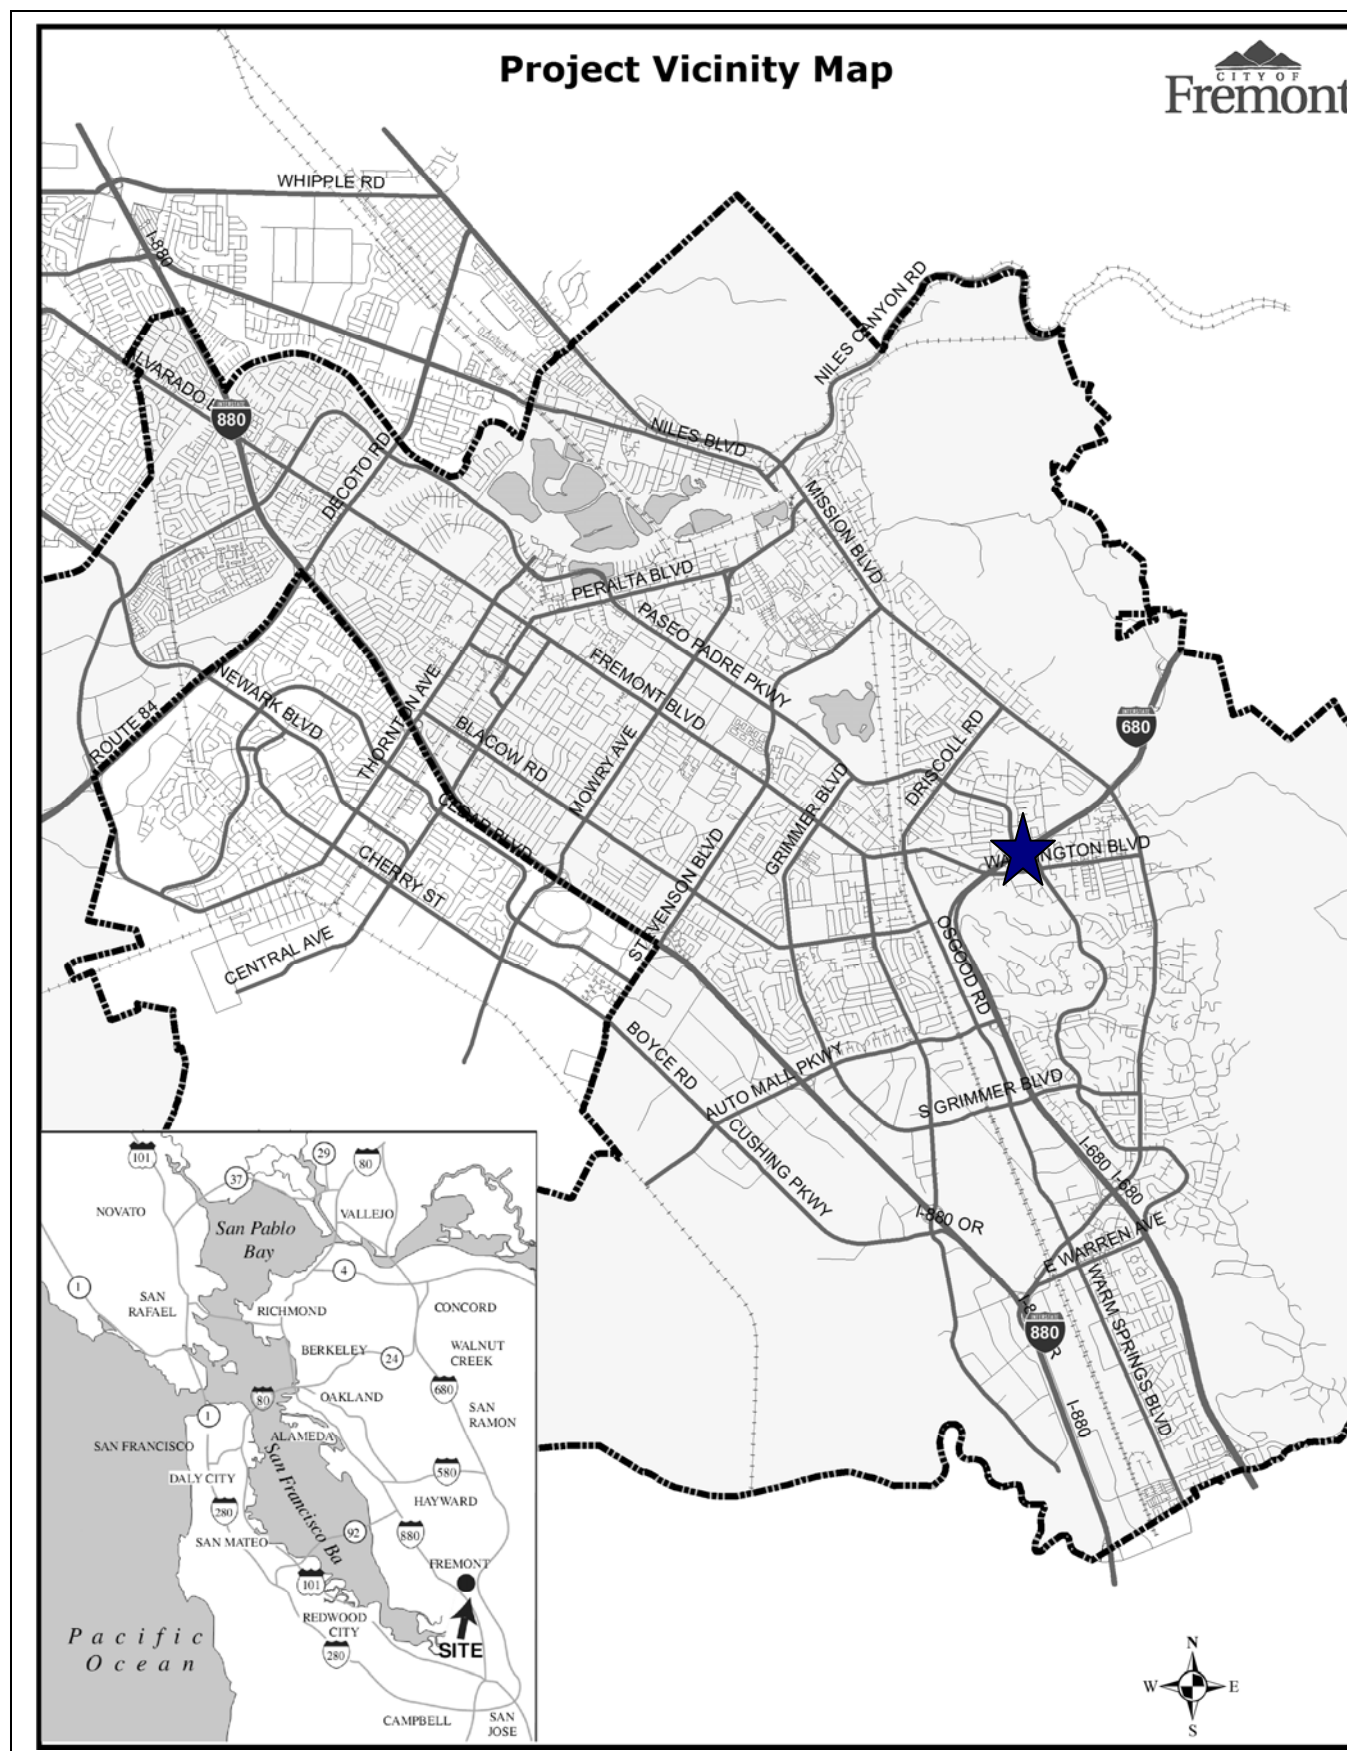 Project Vicinity Map
CITY OF
Fremont
WHIPPLE RD
I-880
NILES CANYON RD
880
NILES BLVD
DECOTO RD
MISSION BLVD
PERALTA BLVD
PASEO PADRE PKWY
FREMONT BLVD
NEWARK BLVD
ROUTE 84
THORNTON AVE
BLACOW RD
MOWRY AVE
680
DRISCOLL RD
GRIMMER BLVD
CEDAR BLVD
CHERRY ST
STEVENSON BLVD
CENTRAL AVE
OSGOOD RD
BOYCE RD
AUTO MALL PKWY
S GRIMMER BLVD
CUSHING PKWY
I-680
I-680
I-880 OR
E WARREN AVE
WARM SPRINGS BLVD
880
I-880
101
29
80
37
NOVATO
VALLEJO
San Pablo
Bay
4
1
SAN
RAFAEL
RICHMOND
CONCORD
BERKELEY
24
WALNUT
CREEK
680
80
OAKLAND
SAN
RAMON
1
ALAMEDA
SAN FRANCISCO
San Francisco Ba
DALY CITY
580
280
HAYWARD
92
880
SAN MATEO
FREMONT
101
REDWOOD
CITY
SITE
280
Pacific
Ocean
CAMPBELL
SAN
JOSE
N
W
E
S